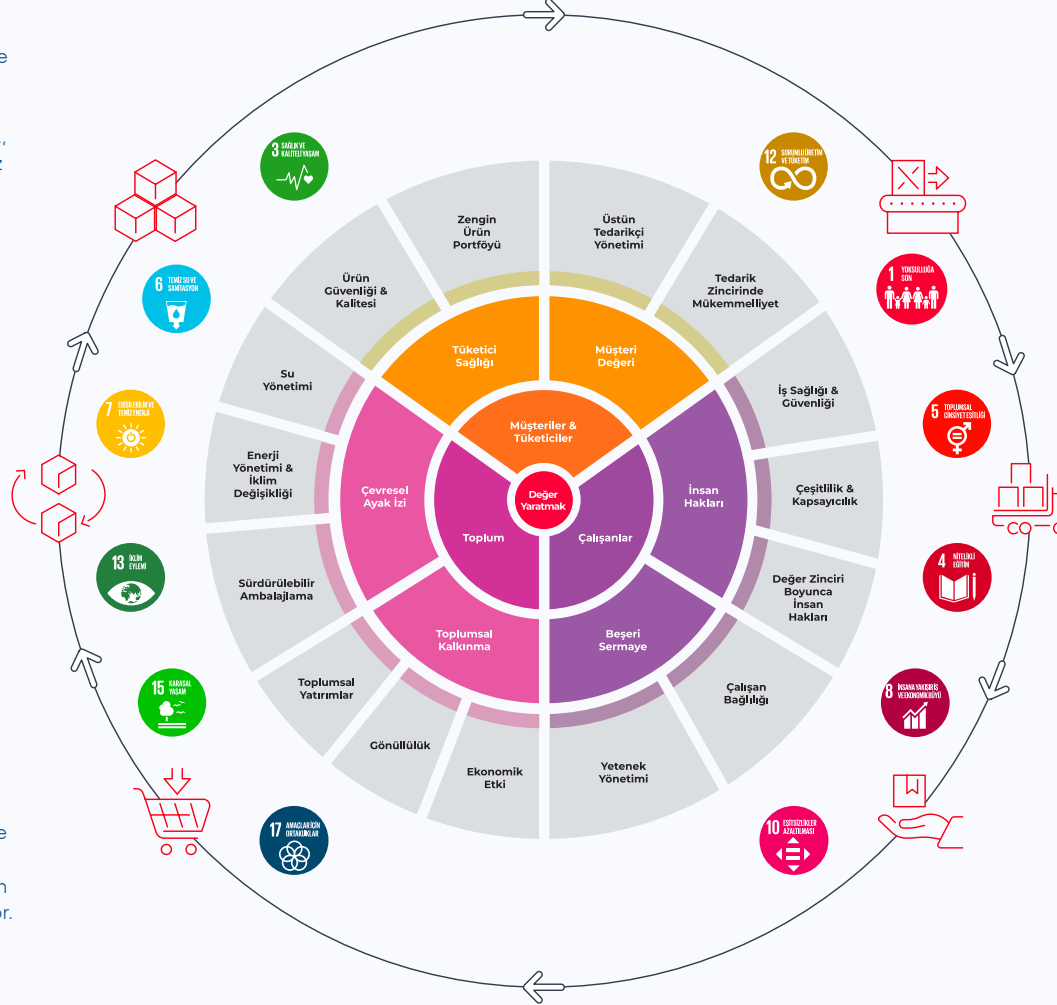 3 SAĞLIK VE
KALİTELİ YAŞAM
12 SORUMLU ÜRETİM
VE TÜKETİM
6 TEMİZ SU VE
SANİTASYON
1 YOKSULLUĞA
SON
7 ERİŞİLEBİLİR VE
TEMİZ ENERJİ
5 TOPLUMSAL
CİNSİYET EŞİTLİĞİ
13 İKLİM
EYLEMİ
4 NİTELİKLİ
EĞİTİM
15 KARASAL
YAŞAM
8 İNSANA YAKIŞIR İŞ
VE EKONOMİK BÜYÜ
17 AMAÇLAR İÇİN
ORTAKLIKLAR
10 EŞİTSİZLİKLER
AZALTILMASI
Zengin
Ürün
Portföyü
Üstün
Tedarikçi
Yönetimi
Ürün
Güvenliği &
Kalitesi
Tedarik
Zincirinde
Mükemmelliyet
Su
Yönetimi
İş Sağlığı &
Güvenliği
Enerji
Yönetimi &
İklim
Değişikliği
Çeşitlilik &
Kapsayıcılık
Sürdürülebilir
Ambalajlama
Değer Zinciri
Boyunca
İnsan
Hakları
Toplumsal
Yatırımlar
Çalışan
Bağlılığı
Gönüllülük
Ekonomik
Etki
Yetenek
Yönetimi
Tüketici
Sağlığı
Müşteri
Değeri
Çevresel
Ayak İzi
İnsan
Hakları
Toplumsal
Kalkınma
Beşeri
Sermaye
Müşteriler &
Tüketiciler
Toplum
Çalışanlar
Değer
Yaratmak